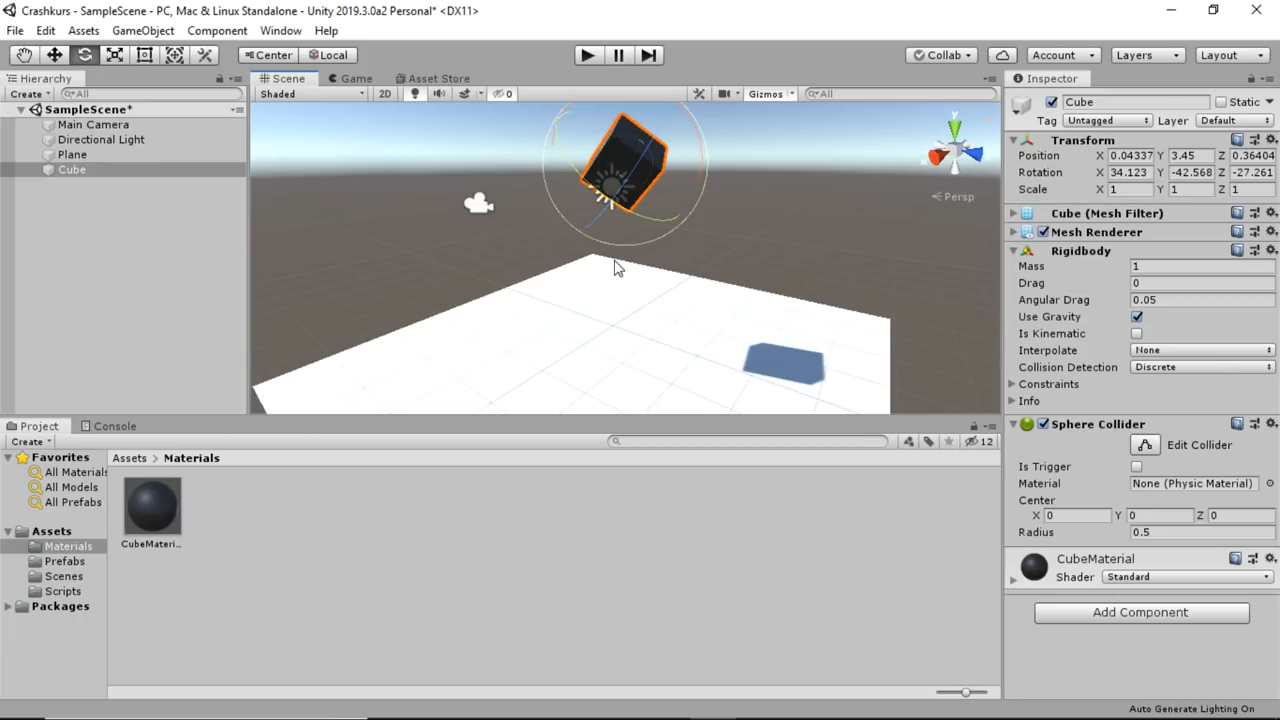 Crashkurs - SampleScene - PC, Mac & Linux Standalone - Unity 2019.3.0a2 Personal* <DX11>
File Edit Assets GameObject Component Window Help
Center Local Collab Account Layers Layout
Hierarchy
Create All
SampleScene*
Main Camera
Directional Light
Plane
Cube
Scene Game Asset Store
Shaded 2D 0 Gizmos All
y
Persp
Inspector
Cube Static
Tag Untagged Layer Default
Transform
Position X 0.04337 Y 3.45 Z 0.36404
Rotation X 34.123 Y -42.568 Z -27.261
Scale X 1 Y 1 Z 1
Cube (Mesh Filter)
Mesh Renderer
Rigidbody
Mass 1
Drag 0
Angular Drag 0.05
Use Gravity
Is Kinematic
Interpolate None
Collision Detection Discrete
Constraints
Info
Sphere Collider
Edit Collider
Is Trigger
Material None (Physic Material)
Center
X 0 Y 0 Z 0
Radius 0.5
CubeMaterial
Shader Standard
Add Component
Project Console
Create 12
Favorites
All Materials
All Models
All Prefabs
Assets
Materials
Prefabs
Scenes
Scripts
Packages
Assets > Materials
CubeMateri...
Auto Generate Lighting On